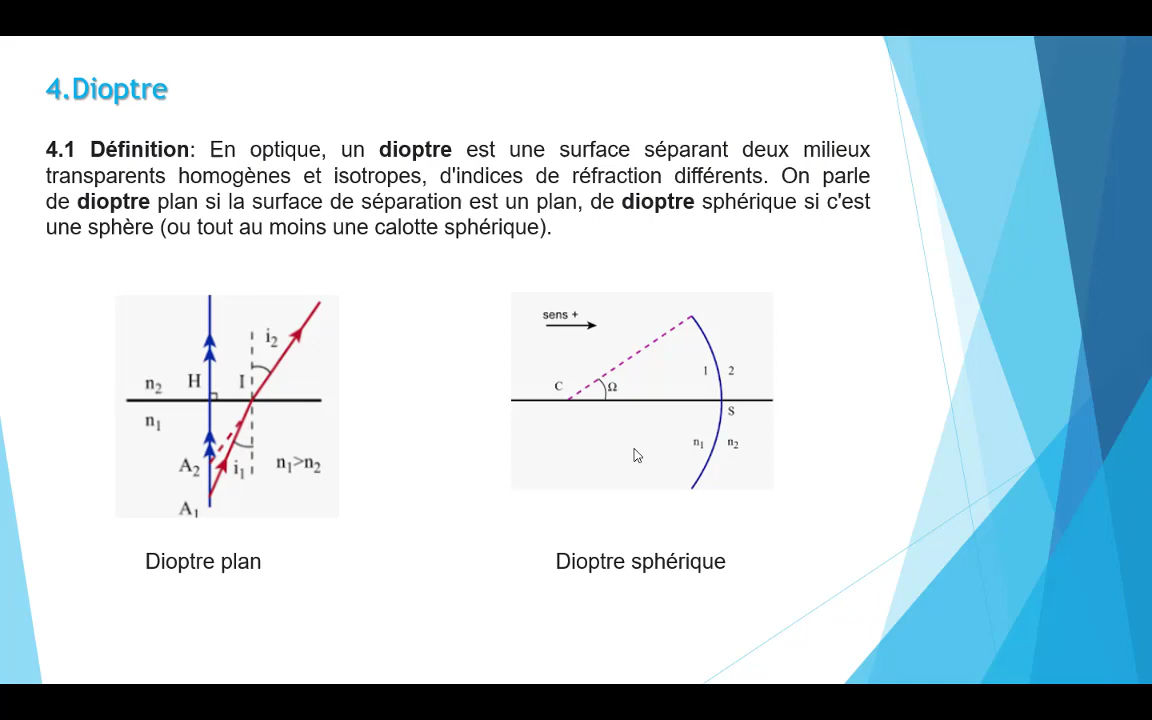 4.Dioptre
4.1 Définition: En optique, un dioptre est une surface séparant deux milieux
transparents homogènes et isotropes, d'indices de réfraction différents. On parle
de dioptre plan si la surface de séparation est un plan, de dioptre sphérique si c'est
une sphère (ou tout au moins une calotte sphérique).
i2
n2 H I
n1
A2 i1 n1>n2
A1
sens +
1 2
C Ω
S
n1 n2
Dioptre plan
Dioptre sphérique